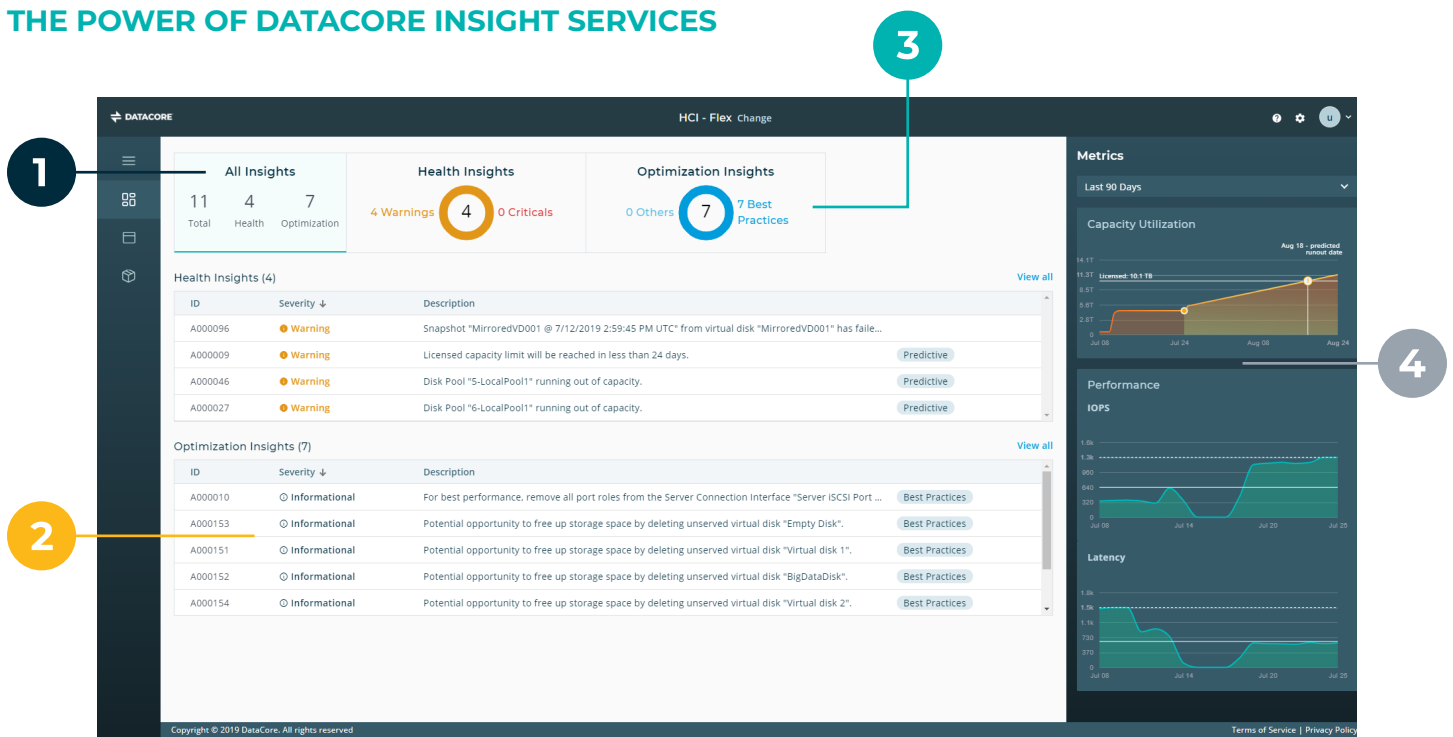 THE POWER OF DATACORE INSIGHT SERVICES
3
DATACORE
HCI - Flex Change
u
1
All Insights
11 4 7
Total Health Optimization
Health Insights
4 Warnings 4 0 Criticals
Optimization Insights
0 Others 7 7 Best
Practices
Health Insights (4) View all
ID Severity ↓ Description
A000096 Warning Snapshot "MirroredVD001 @ 7/12/2019 2:59:45 PM UTC" from virtual disk "MirroredVD001" has faile...
A000009 Warning Licensed capacity limit will be reached in less than 24 days. Predictive
A000046 Warning Disk Pool "5-LocalPool1" running out of capacity. Predictive
A000027 Warning Disk Pool "6-LocalPool1" running out of capacity. Predictive
Optimization Insights (7) View all
ID Severity ↓ Description
A000010 Informational For best performance, remove all port roles from the Server Connection Interface "Server iSCSI Port ... Best Practices
A000153 Informational Potential opportunity to free up storage space by deleting unserved virtual disk "Empty Disk". Best Practices
A000151 Informational Potential opportunity to free up storage space by deleting unserved virtual disk "Virtual disk 1". Best Practices
A000152 Informational Potential opportunity to free up storage space by deleting unserved virtual disk "BigDataDisk". Best Practices
A000154 Informational Potential opportunity to free up storage space by deleting unserved virtual disk "Virtual disk 2". Best Practices
2
Metrics
Last 90 Days
Capacity Utilization
Aug 18 - predicted
runout date
14.1T
11.3T Licensed: 10.1 TB
8.5T
5.6T
2.8T
0
Jul 08 Jul 24 Aug 08 Aug 24
4
Performance
IOPS
1.6k
1.3k
960
640
320
0
Jul 08 Jul 14 Jul 20 Jul 25
Latency
1.8k
1.5k
1.1k
730
370
0
Jul 08 Jul 14 Jul 20 Jul 25
Copyright © 2019 DataCore. All rights reserved
Terms of Service | Privacy Policy